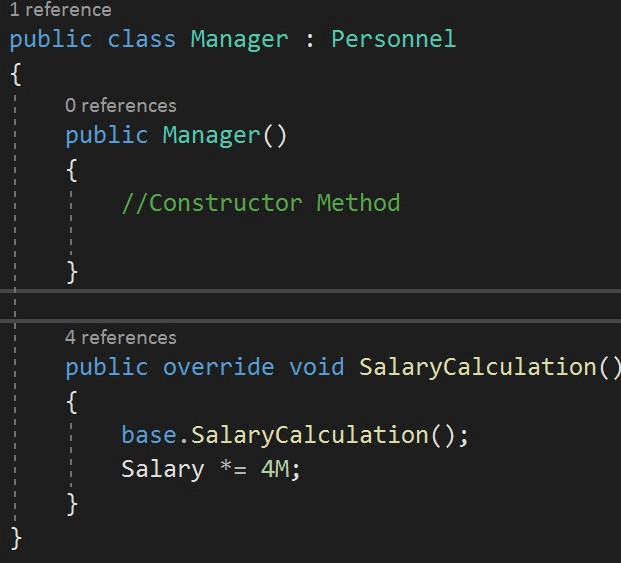 1 reference
public class Manager : Personnel
{
0 references
public Manager()
{
//Constructor Method
}
4 references
public override void SalaryCalculation()
{
base.SalaryCalculation();
Salary *= 4M;
}
}